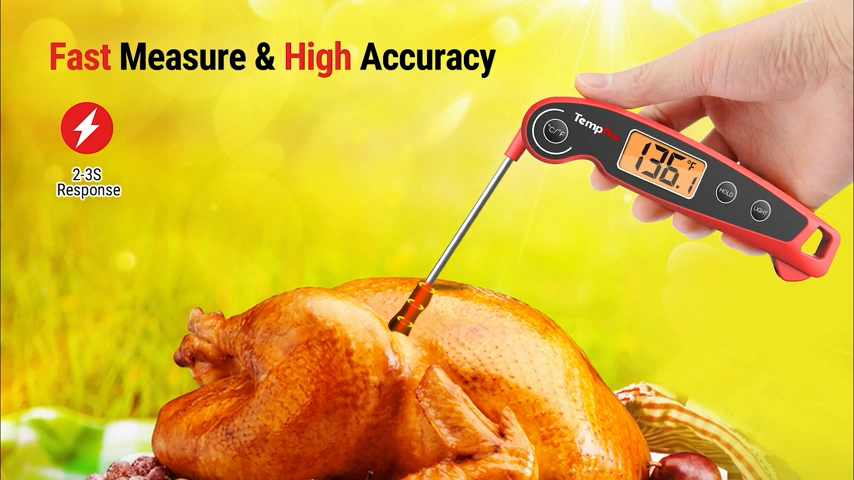 Fast Measure & High Accuracy
2-3S
Response
°C/°F
TempPro
136.1 °F
HOLD
LIGHT